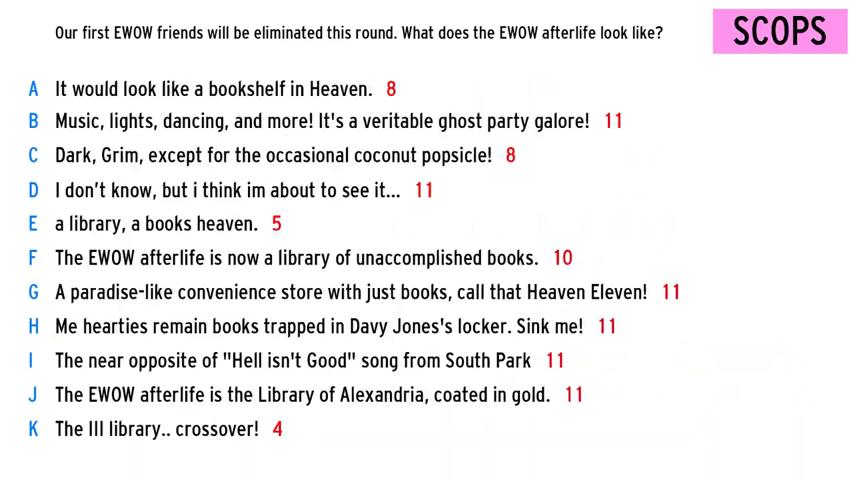 Our first EWOW friends will be eliminated this round. What does the EWOW afterlife look like?
SCOPS
A It would look like a bookshelf in Heaven. 8
B Music, lights, dancing, and more! It's a veritable ghost party galore! 11
C Dark, Grim, except for the occasional coconut popsicle! 8
D I don’t know, but i think im about to see it... 11
E a library, a books heaven. 5
F The EWOW afterlife is now a library of unaccomplished books. 10
G A paradise-like convenience store with just books, call that Heaven Eleven! 11
H Me hearties remain books trapped in Davy Jones's locker. Sink me! 11
I The near opposite of "Hell isn't Good" song from South Park 11
J The EWOW afterlife is the Library of Alexandria, coated in gold. 11
K The III library.. crossover! 4